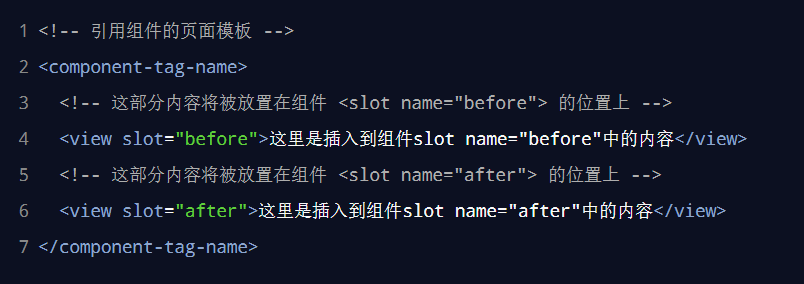 1 <!-- 引用组件的页面模板 -->
2 <component-tag-name>
3   <!-- 这部分内容将被放置在组件 <slot name="before"> 的位置上 -->
4   <view slot="before">这里是插入到组件slot name="before"中的内容</view>
5   <!-- 这部分内容将被放置在组件 <slot name="after"> 的位置上 -->
6   <view slot="after">这里是插入到组件slot name="after"中的内容</view>
7 </component-tag-name>